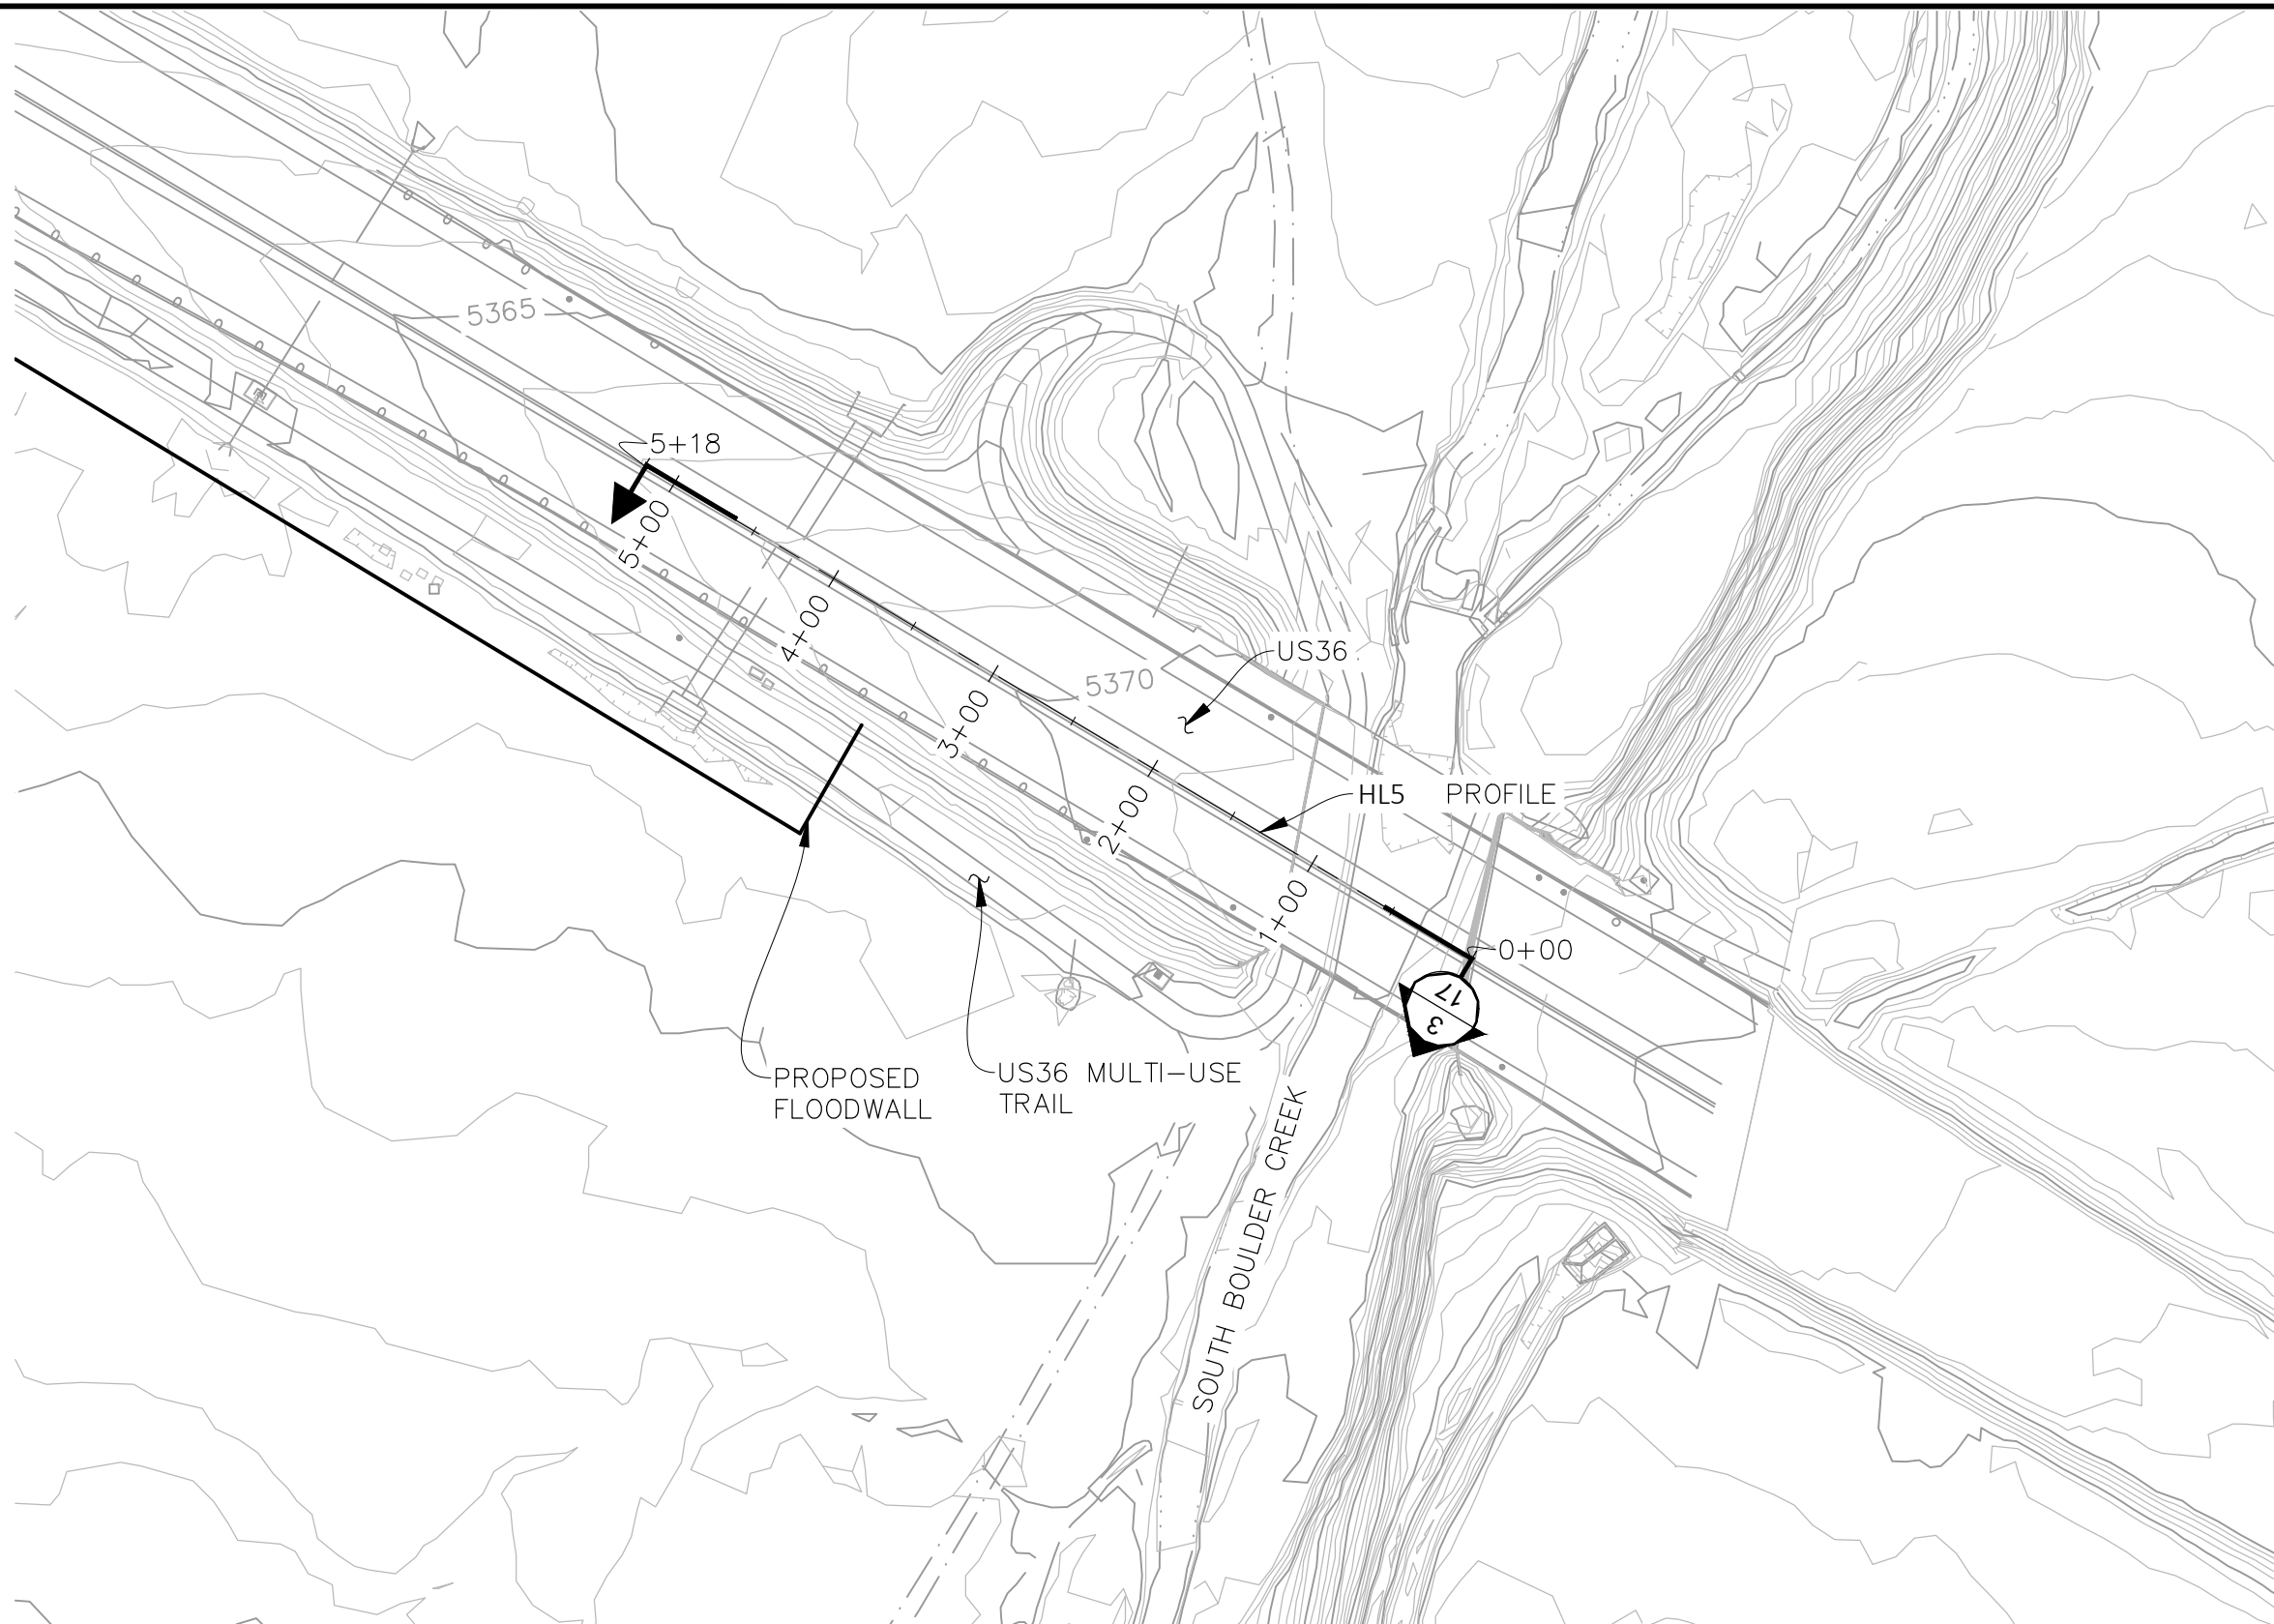 5365
5+18
5+00
4+00
US36
5370
3+00
HL5 PROFILE
2+00
1+00
0+00
17
3
PROPOSED
FLOODWALL
US36 MULTI-USE
TRAIL
SOUTH BOULDER CREEK